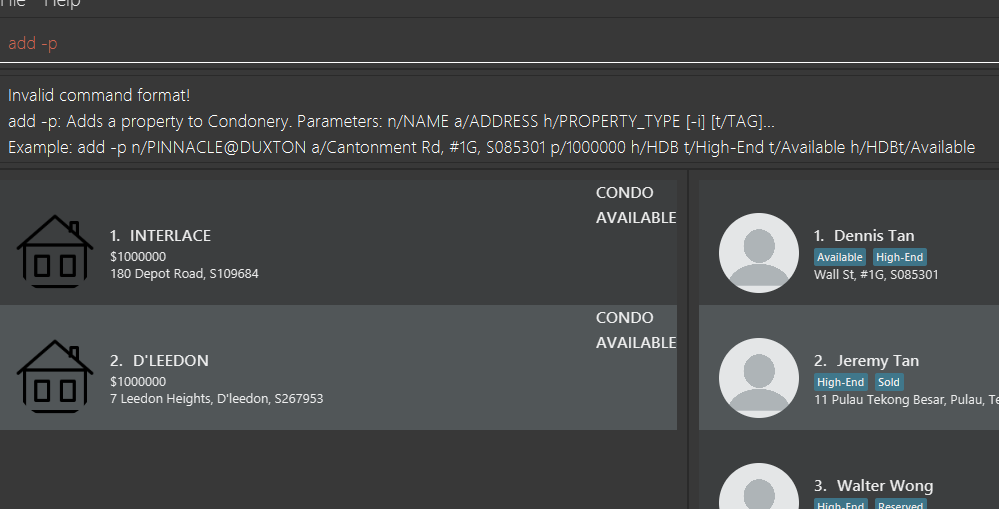 Help
add -p
Invalid command format!
add -p: Adds a property to Condonery. Parameters: n/NAME a/ADDRESS h/PROPERTY_TYPE [-i] [t/TAG]...
Example: add -p n/PINNACLE@DUXTON a/Cantonment Rd, #1G, S085301 p/1000000 h/HDB t/High-End t/Available h/HDBt/Available
CONDO
AVAILABLE
1. INTERLACE
$1000000
180 Depot Road, S109684
CONDO
AVAILABLE
2. D'LEEDON
$1000000
7 Leedon Heights, D'leedon, S267953
1. Dennis Tan
Available High-End
Wall St, #1G, S085301
2. Jeremy Tan
High-End Sold
11 Pulau Tekong Besar, Pulau,
3. Walter Wong
High-End Reserved